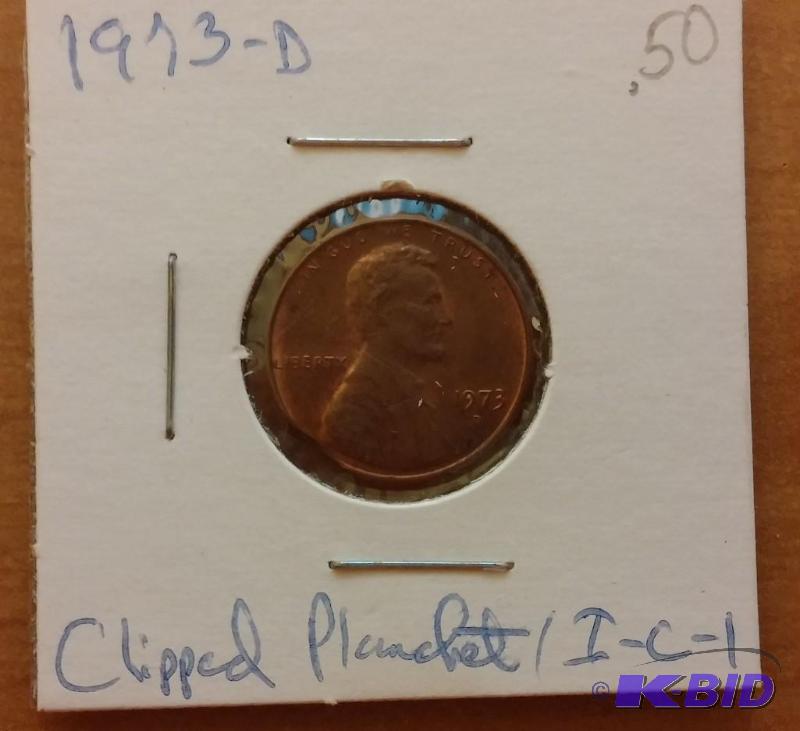 1973-D .50
IN GOD WE TRUST
LIBERTY
1973
D
Clipped Planchet / I-C-1
© K-BID